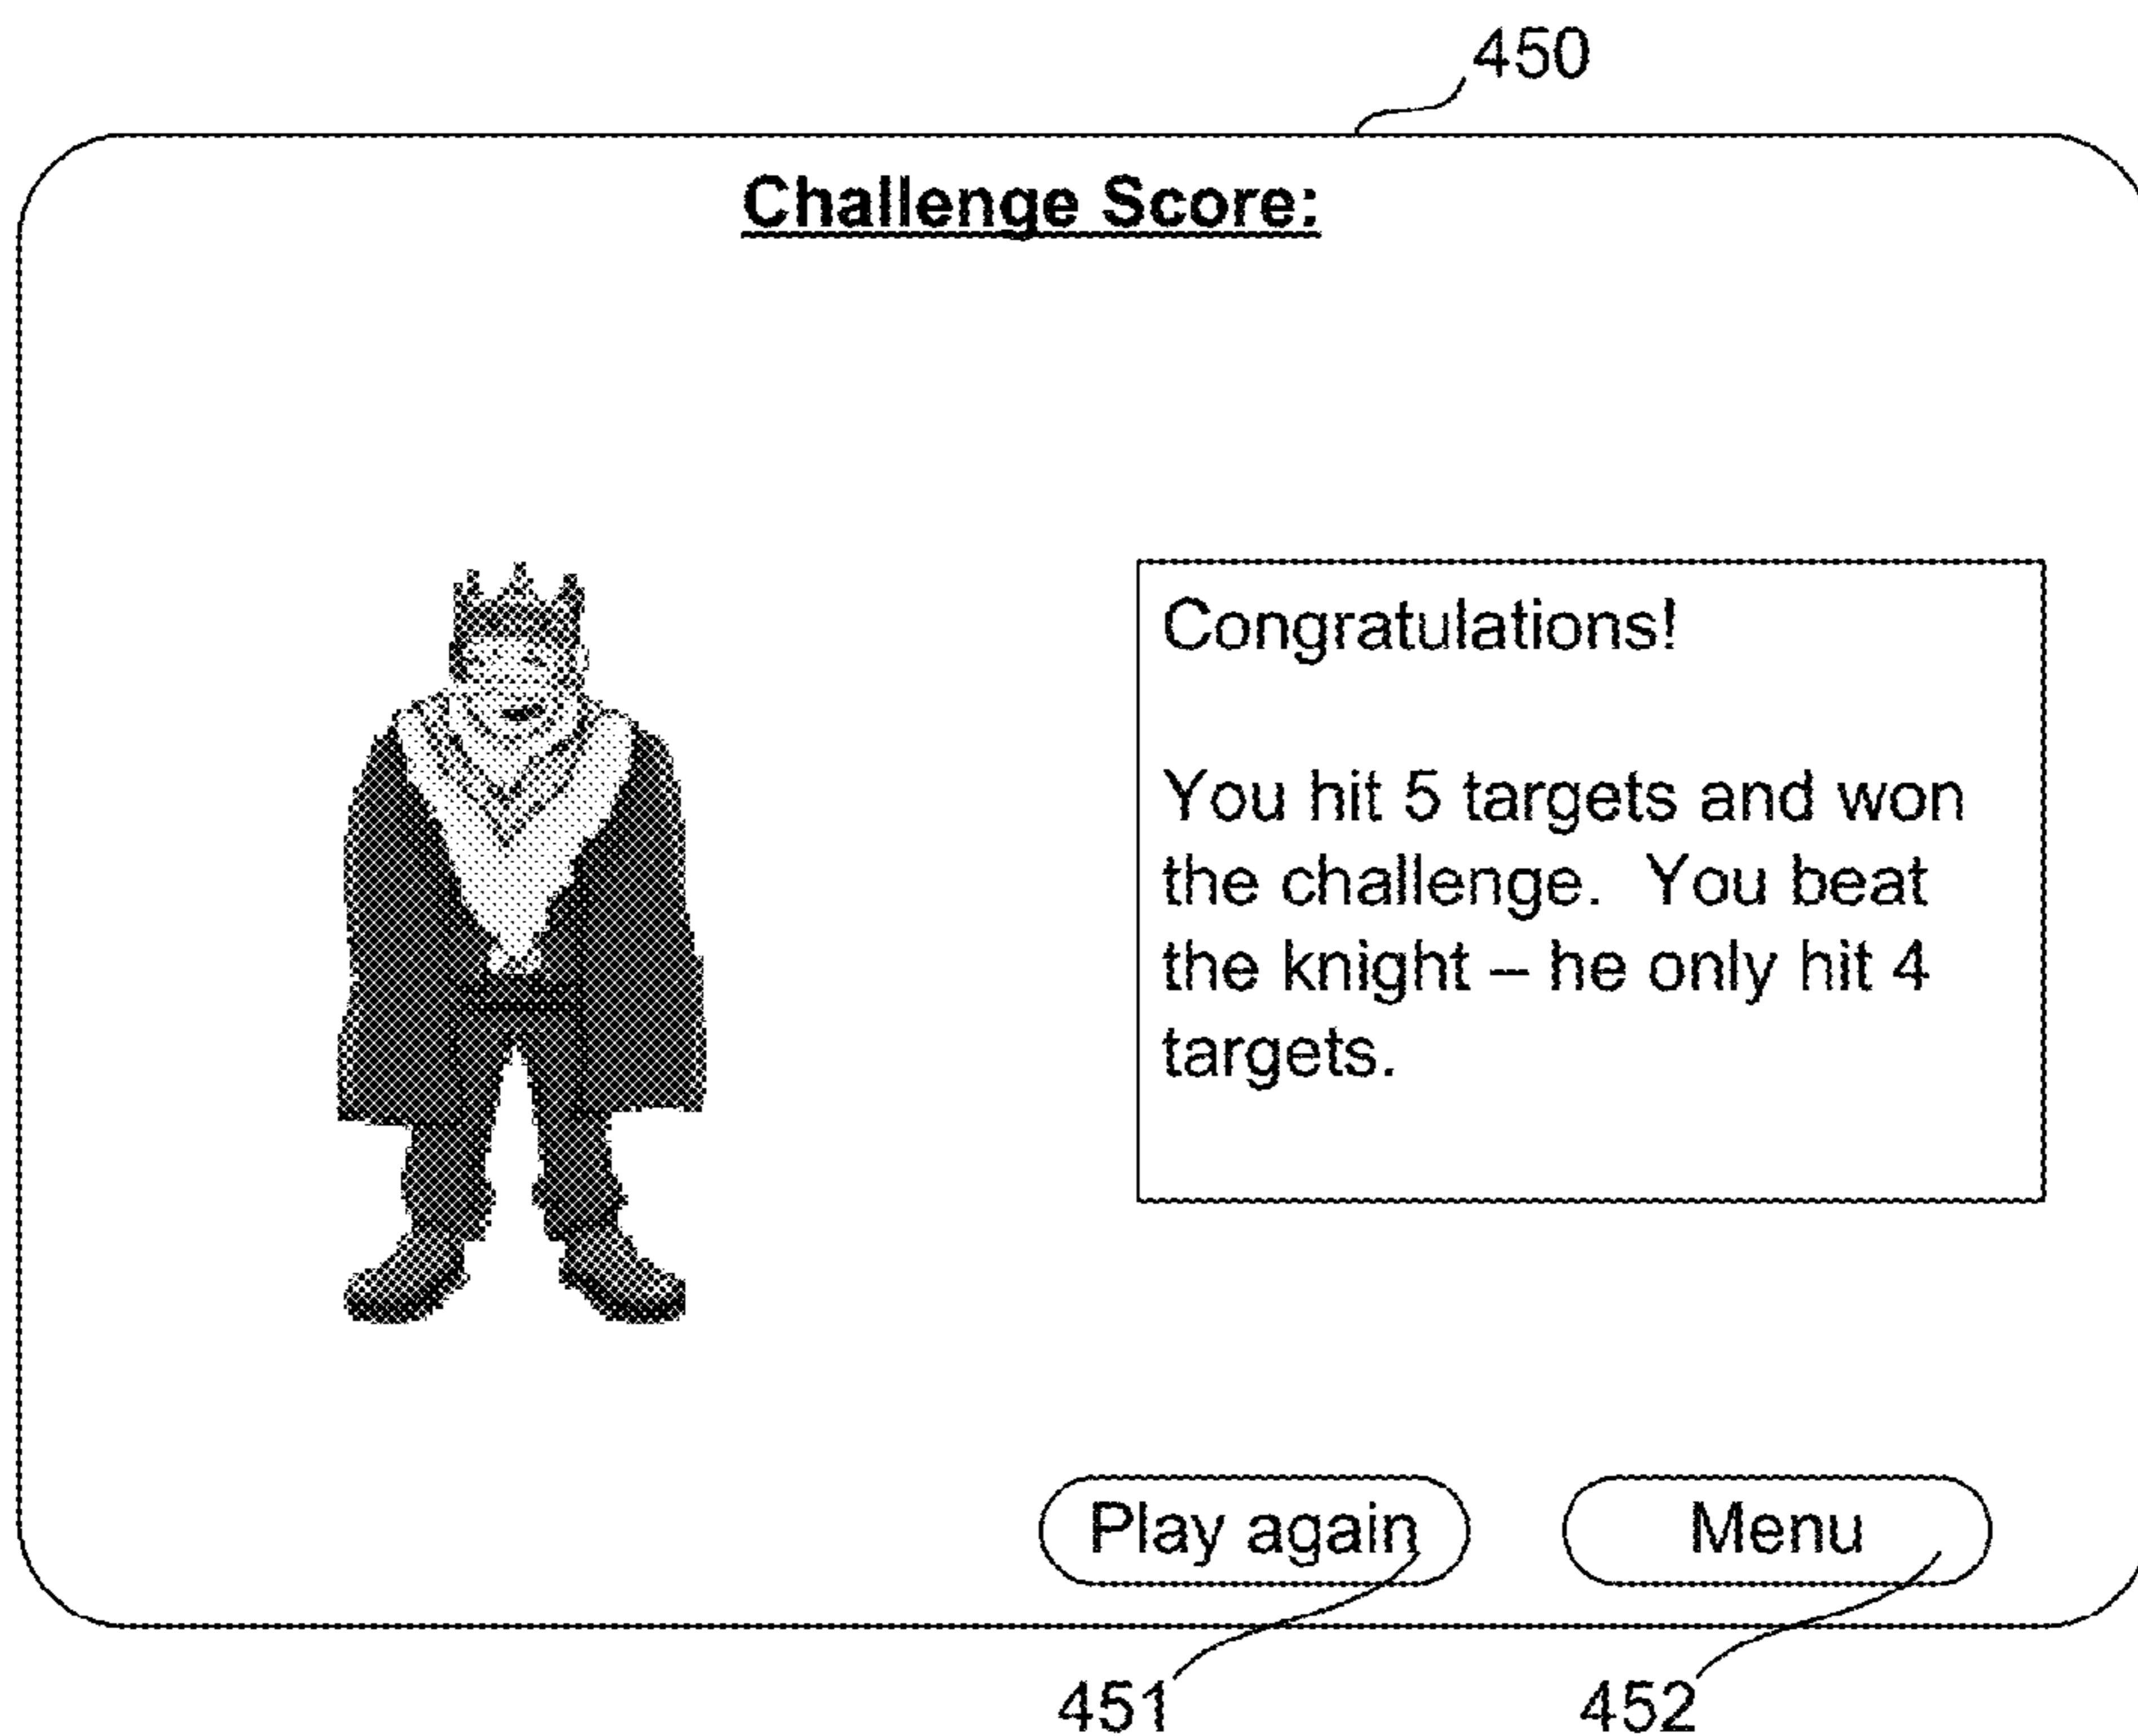 450
Challenge Score:
Congratulations!
You hit 5 targets and won
the challenge.  You beat
the knight – he only hit 4
targets.
Play again
Menu
451
452